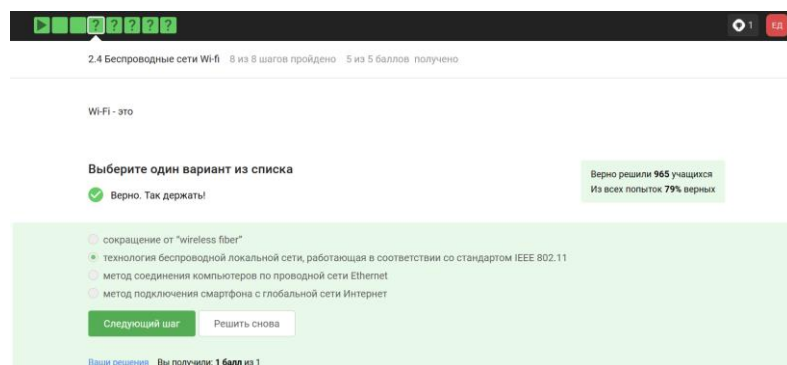 ? ? ? ? ?
1 ЕД
2.4 Беспроводные сети Wi-fi 8 из 8 шагов пройдено 5 из 5 баллов получено
Wi-Fi - это
Выберите один вариант из списка
Верно. Так держать!
Верно решили 965 учащихся
Из всех попыток 79% верных
сокращение от "wireless fiber"
технология беспроводной локальной сети, работающая в соответствии со стандартом IEEE 802.11
метод соединения компьютеров по проводной сети Ethernet
метод подключения смартфона с глобальной сети Интернет
Следующий шаг Решить снова
Ваши решения Вы получили: 1 балл из 1